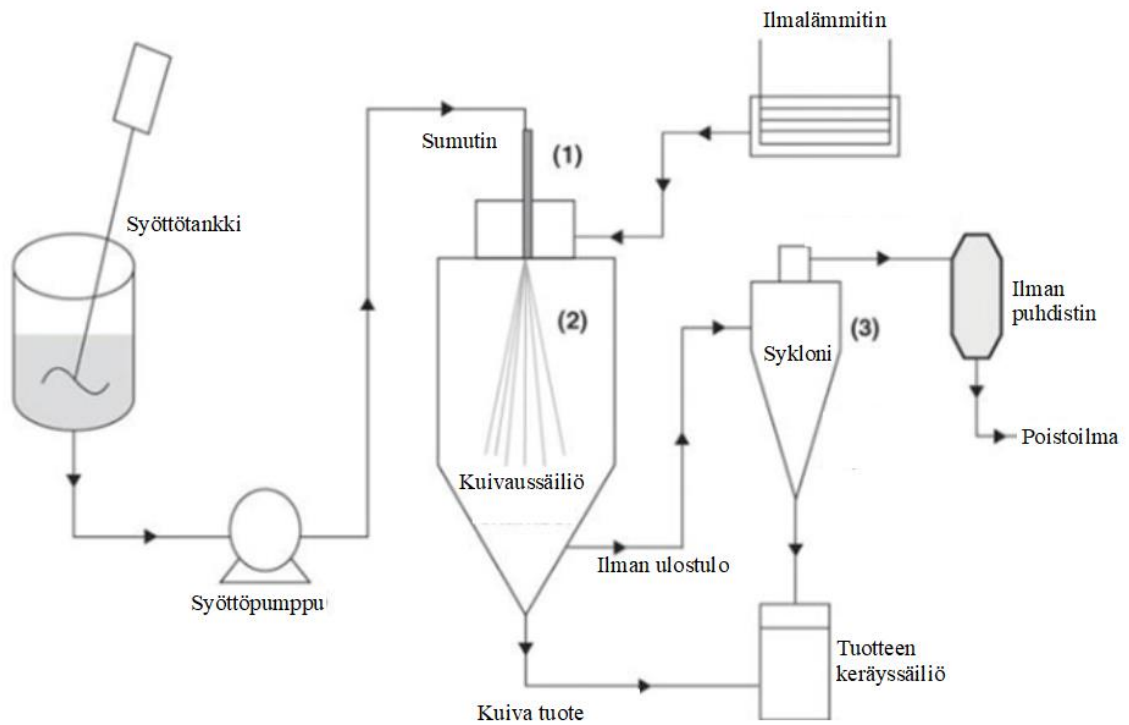 Ilmalämmitin
Sumutin
(1)
Syöttötankki
(2)
Ilman
puhdistin
(3)
Sykloni
Poistoilma
Kuivaussäiliö
Ilman ulostulo
Syöttöpumppu
Tuotteen
keräyssäiliö
Kuiva tuote